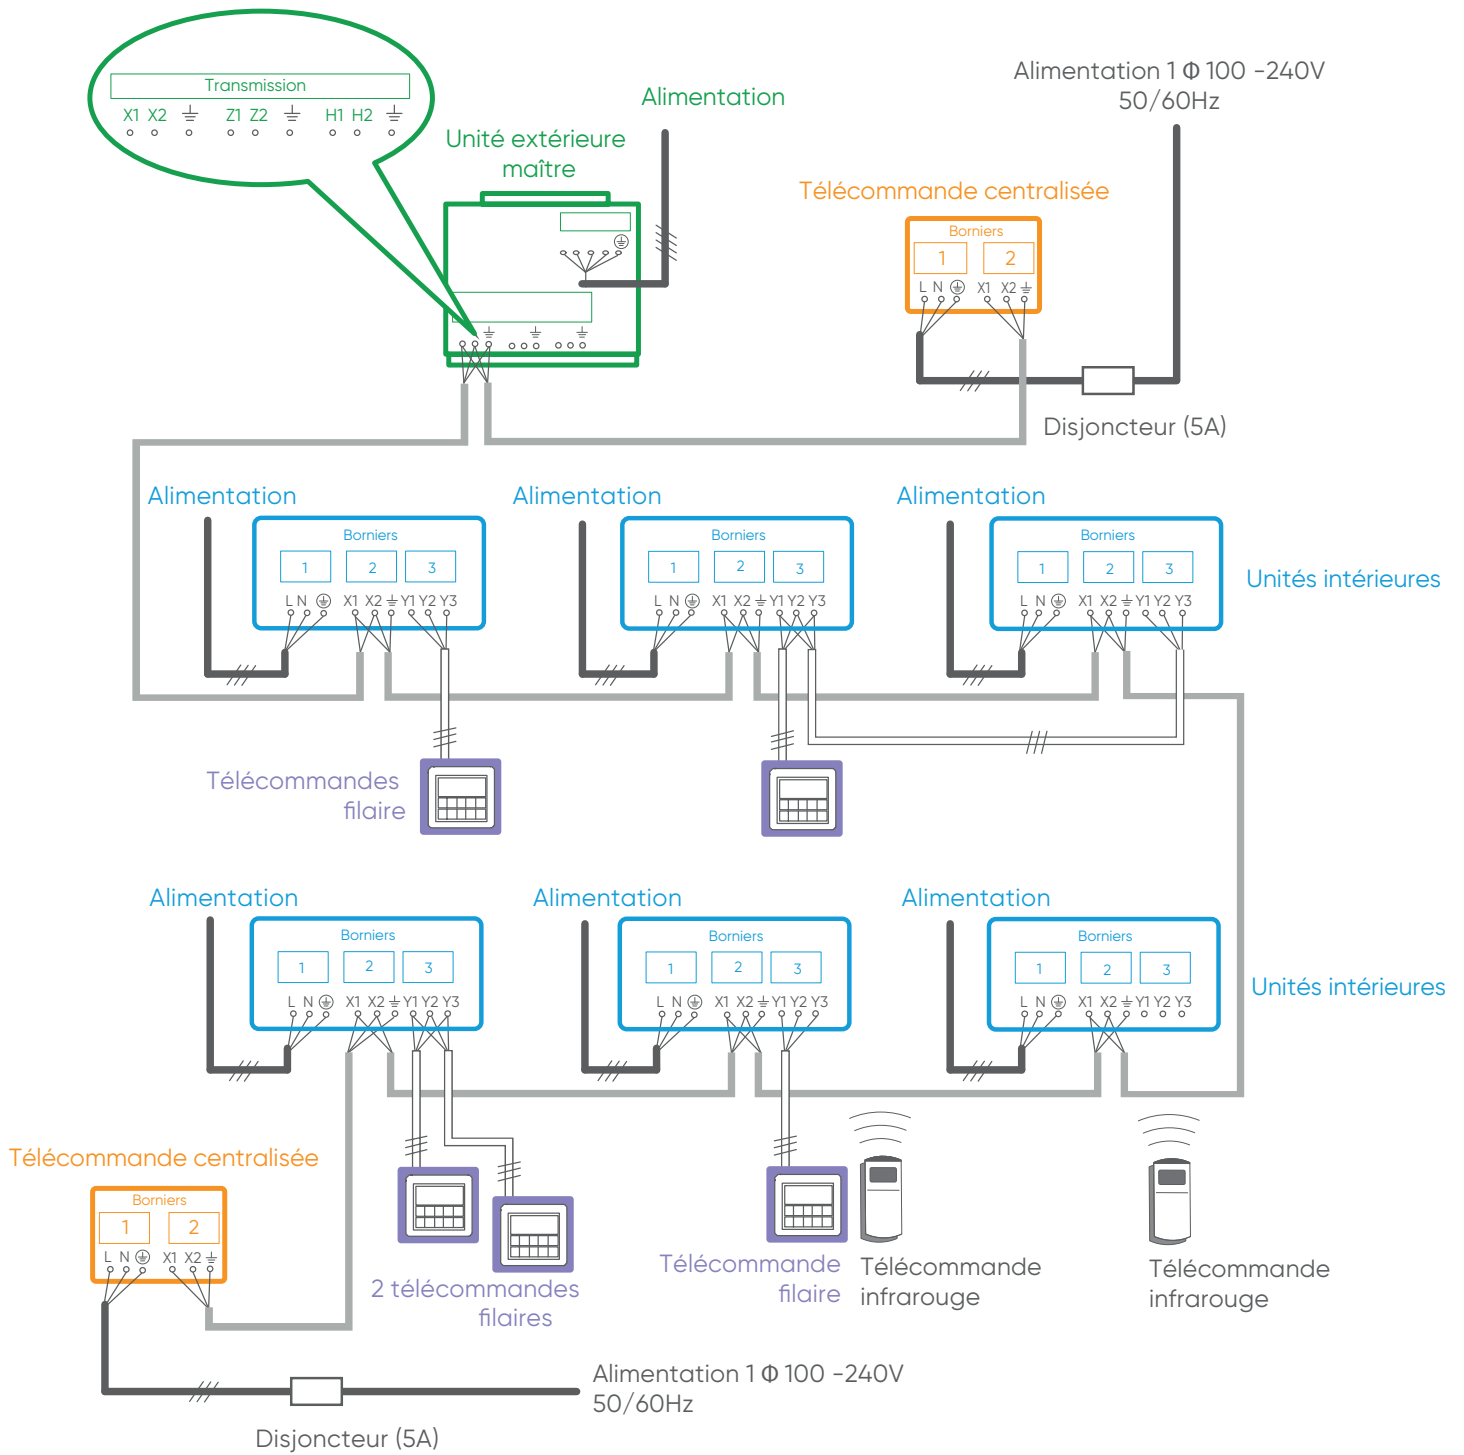 Transmission
X1 X2 Z1 Z2 H1 H2
Alimentation
Unité extérieure
maître
Alimentation 1 Φ 100 -240V
50/60Hz
Télécommande centralisée
Borniers
1 2
L N X1 X2
Disjoncteur (5A)
Alimentation
Borniers
1 2 3
L N X1 X2 Y1 Y2 Y3
Alimentation
Borniers
1 2 3
L N X1 X2 Y1 Y2 Y3
Alimentation
Borniers
1 2 3
L N X1 X2 Y1 Y2 Y3
Unités intérieures
Télécommandes
filaire
Alimentation
Borniers
1 2 3
L N X1 X2 Y1 Y2 Y3
Alimentation
Borniers
1 2 3
L N X1 X2 Y1 Y2 Y3
Alimentation
Borniers
1 2 3
L N X1 X2 Y1 Y2 Y3
Unités intérieures
Télécommande centralisée
Borniers
1 2
L N X1 X2
2 télécommandes
filaires
Télécommande
filaire
Télécommande
infrarouge
Télécommande
infrarouge
Alimentation 1 Φ 100 -240V
50/60Hz
Disjoncteur (5A)